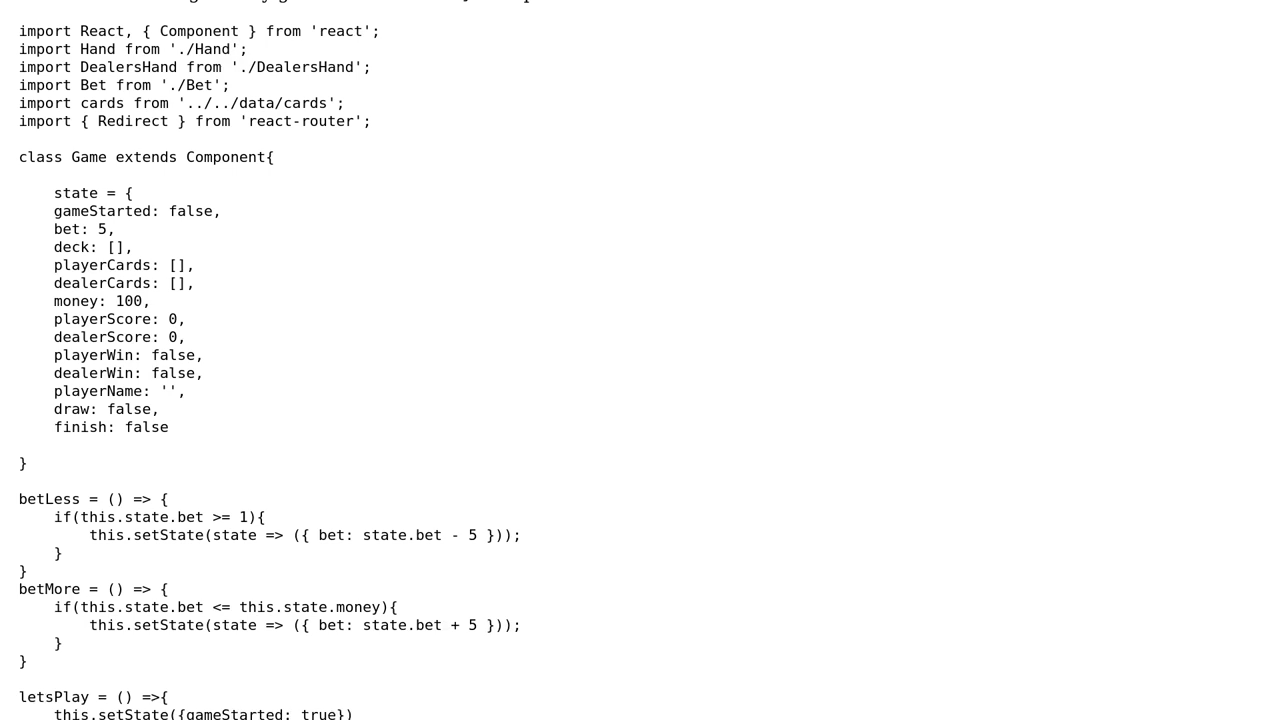 import React, { Component } from 'react';
import Hand from './Hand';
import DealersHand from './DealersHand';
import Bet from './Bet';
import cards from '../../data/cards';
import { Redirect } from 'react-router';
class Game extends Component{
state = {
gameStarted: false,
bet: 5,
deck: [],
playerCards: [],
dealerCards: [],
money: 100,
playerScore: 0,
dealerScore: 0,
playerWin: false,
dealerWin: false,
playerName: '',
draw: false,
finish: false
}
betLess = () => {
if(this.state.bet >= 1){
this.setState(state => ({ bet: state.bet - 5 }));
}
}
betMore = () => {
if(this.state.bet <= this.state.money){
this.setState(state => ({ bet: state.bet + 5 }));
}
}
letsPlay = () =>{
this.setState({gameStarted: true})